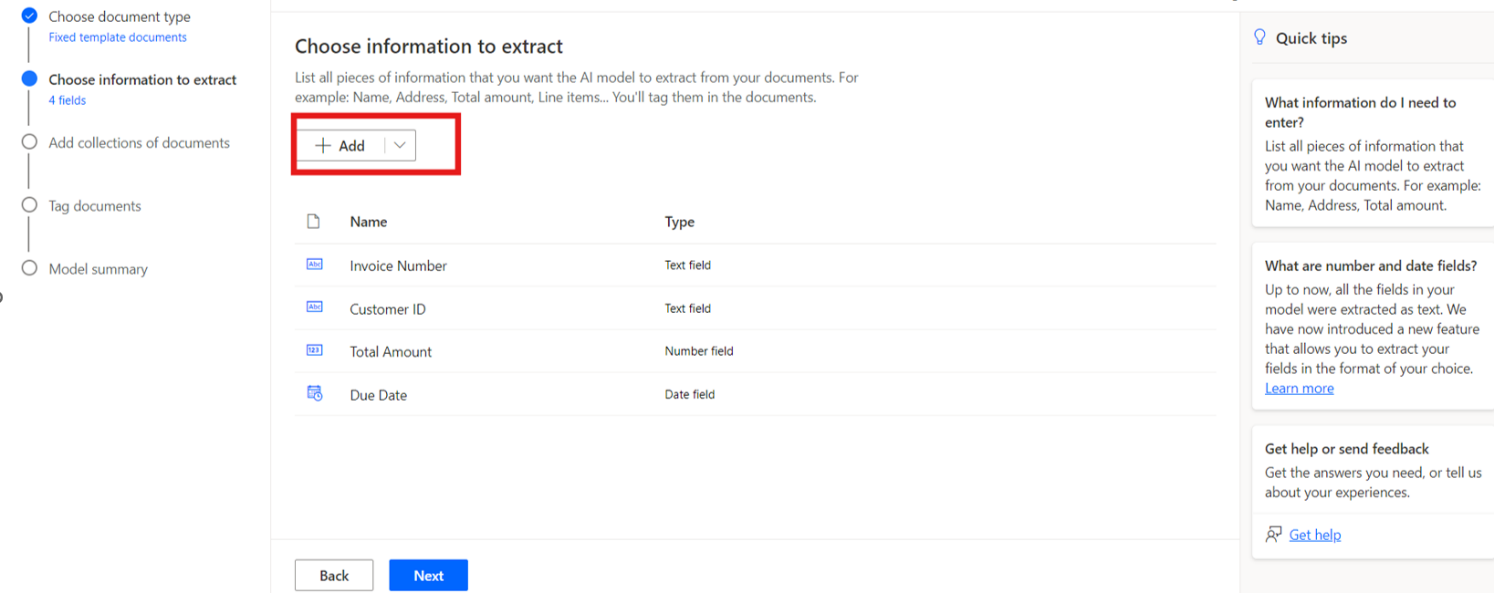 Choose document type
Fixed template documents
Choose information to extract
4 fields
Add collections of documents
Tag documents
Model summary
Choose information to extract
List all pieces of information that you want the AI model to extract from your documents. For
example: Name, Address, Total amount, Line items... You'll tag them in the documents.
+ Add
Name Type
Abc Invoice Number Text field
Abc Customer ID Text field
123 Total Amount Number field
Due Date Date field
Back Next
Quick tips
What information do I need to
enter?
List all pieces of information that
you want the AI model to extract
from your documents. For example:
Name, Address, Total amount.
What are number and date fields?
Up to now, all the fields in your
model were extracted as text. We
have now introduced a new feature
that allows you to extract your
fields in the format of your choice.
Learn more
Get help or send feedback
Get the answers you need, or tell us
about your experiences.
Get help